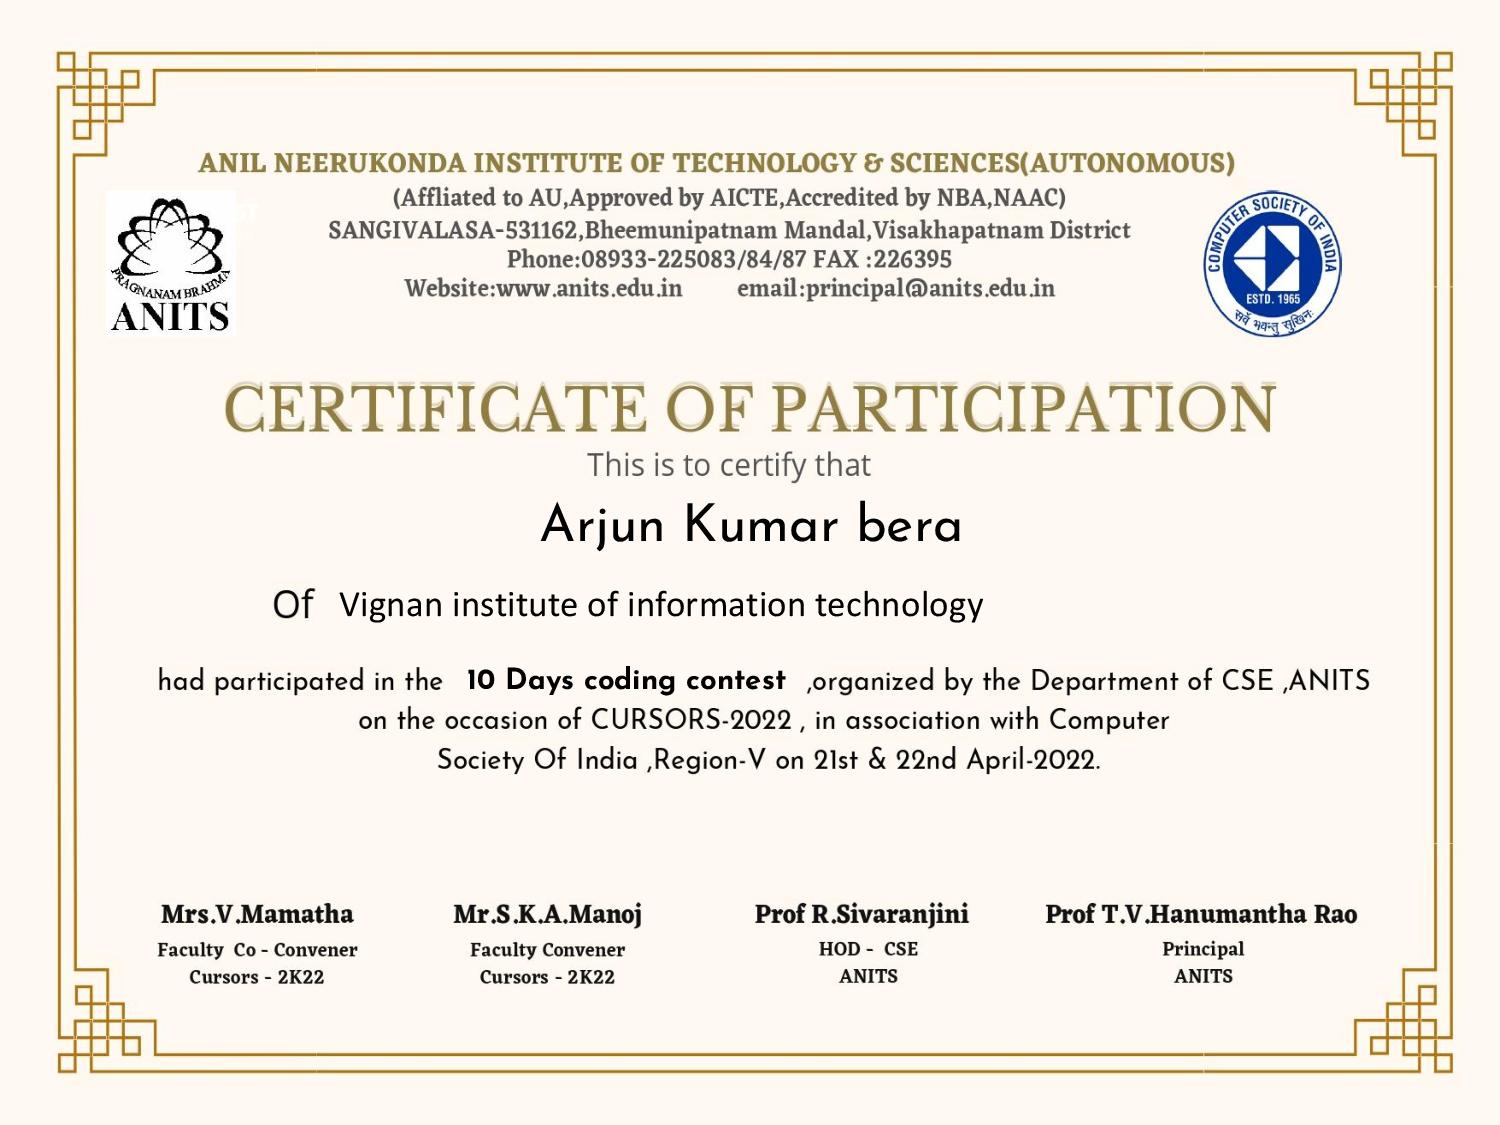 ANIL NEERUKONDA INSTITUTE OF TECHNOLOGY & SCIENCES(AUTONOMOUS)
(Affliated to AU,Approved by AICTE,Accredited by NBA,NAAC)
SANGIVALASA-531162,Bheemunipatnam Mandal,Visakhapatnam District
Phone:08933-225083/84/87 FAX :226395
Website:www.anits.edu.in email:principal@anits.edu.in
ST
PRAGNANAM BRAHMA
ANITS
COMPUTER SOCIETY OF INDIA
ESTD. 1965
सर्वे भवन्तु सुखिनः
CERTIFICATE OF PARTICIPATION
This is to certify that
Arjun Kumar bera
Of Vignan institute of information technology
had participated in the 10 Days coding contest ,organized by the Department of CSE ,ANITS
on the occasion of CURSORS-2022 , in association with Computer
Society Of India ,Region-V on 21st & 22nd April-2022.
Mrs.V.Mamatha Mr.S.K.A.Manoj Prof R.Sivaranjini Prof T.V.Hanumantha Rao
Faculty Co - Convener Faculty Convener HOD - CSE Principal
Cursors - 2K22 Cursors - 2K22 ANITS ANITS